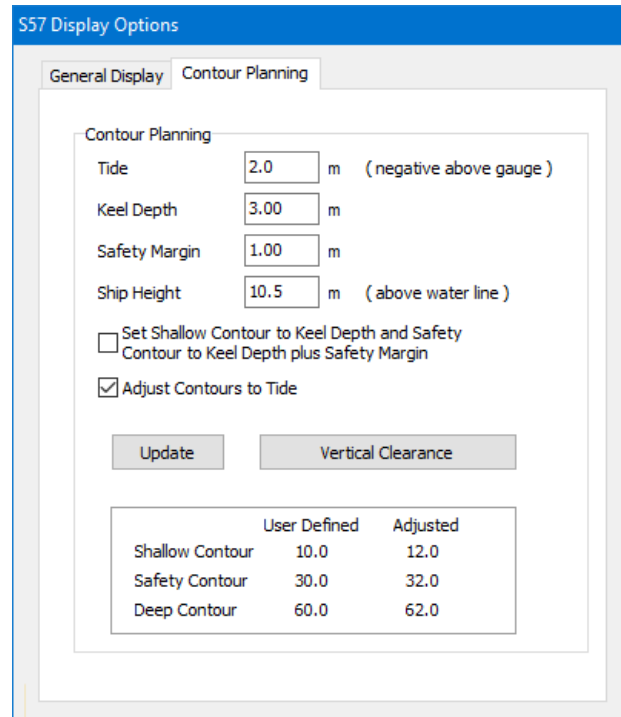 S57 Display Options
General Display Contour Planning
Contour Planning
Tide 2.0 m ( negative above gauge )
Keel Depth 3.00 m
Safety Margin 1.00 m
Ship Height 10.5 m ( above water line )
Set Shallow Contour to Keel Depth and Safety
Contour to Keel Depth plus Safety Margin
Adjust Contours to Tide
Update Vertical Clearance
User Defined Adjusted
Shallow Contour 10.0 12.0
Safety Contour 30.0 32.0
Deep Contour 60.0 62.0